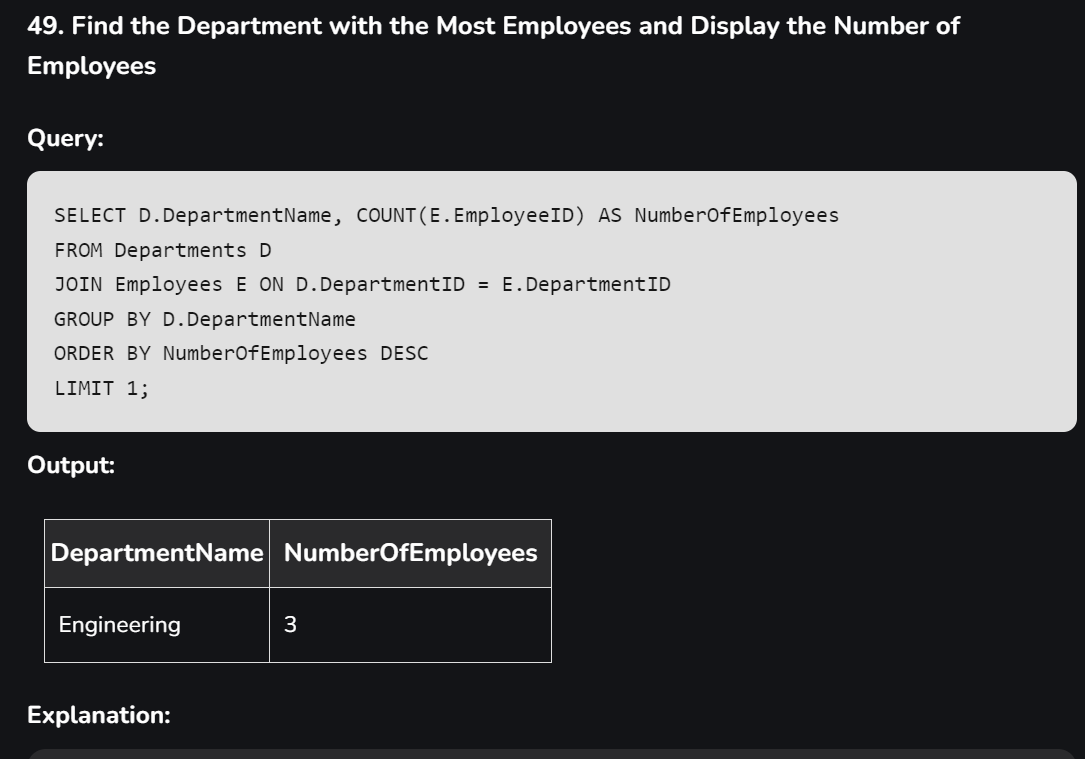 49. Find the Department with the Most Employees and Display the Number of
Employees
Query:
SELECT D.DepartmentName, COUNT(E.EmployeeID) AS NumberOfEmployees
FROM Departments D
JOIN Employees E ON D.DepartmentID = E.DepartmentID
GROUP BY D.DepartmentName
ORDER BY NumberOfEmployees DESC
LIMIT 1;
Output:
DepartmentName NumberOfEmployees
Engineering 3
Explanation: